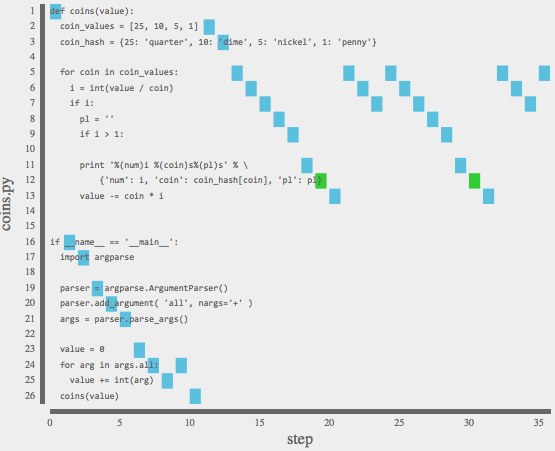 coins.py
1 def coins(value):
2 coin_values = [25, 10, 5, 1]
3 coin_hash = {25: 'quarter', 10: 'dime', 5: 'nickel', 1: 'penny'}
4
5 for coin in coin_values:
6 i = int(value / coin)
7 if i:
8 pl = ''
9 if i > 1:
10
11 print '%(num)i %(coin)s%(pl)s' % \
12 {'num': i, 'coin': coin_hash[coin], 'pl': pl}
13 value -= coin * i
14
15
16 if __name__ == '__main__':
17 import argparse
18
19 parser = argparse.ArgumentParser()
20 parser.add_argument( 'all', nargs='+' )
21 args = parser.parse_args()
22
23 value = 0
24 for arg in args.all:
25 value += int(arg)
26 coins(value)
0 5 10 15 20 25 30 35
step